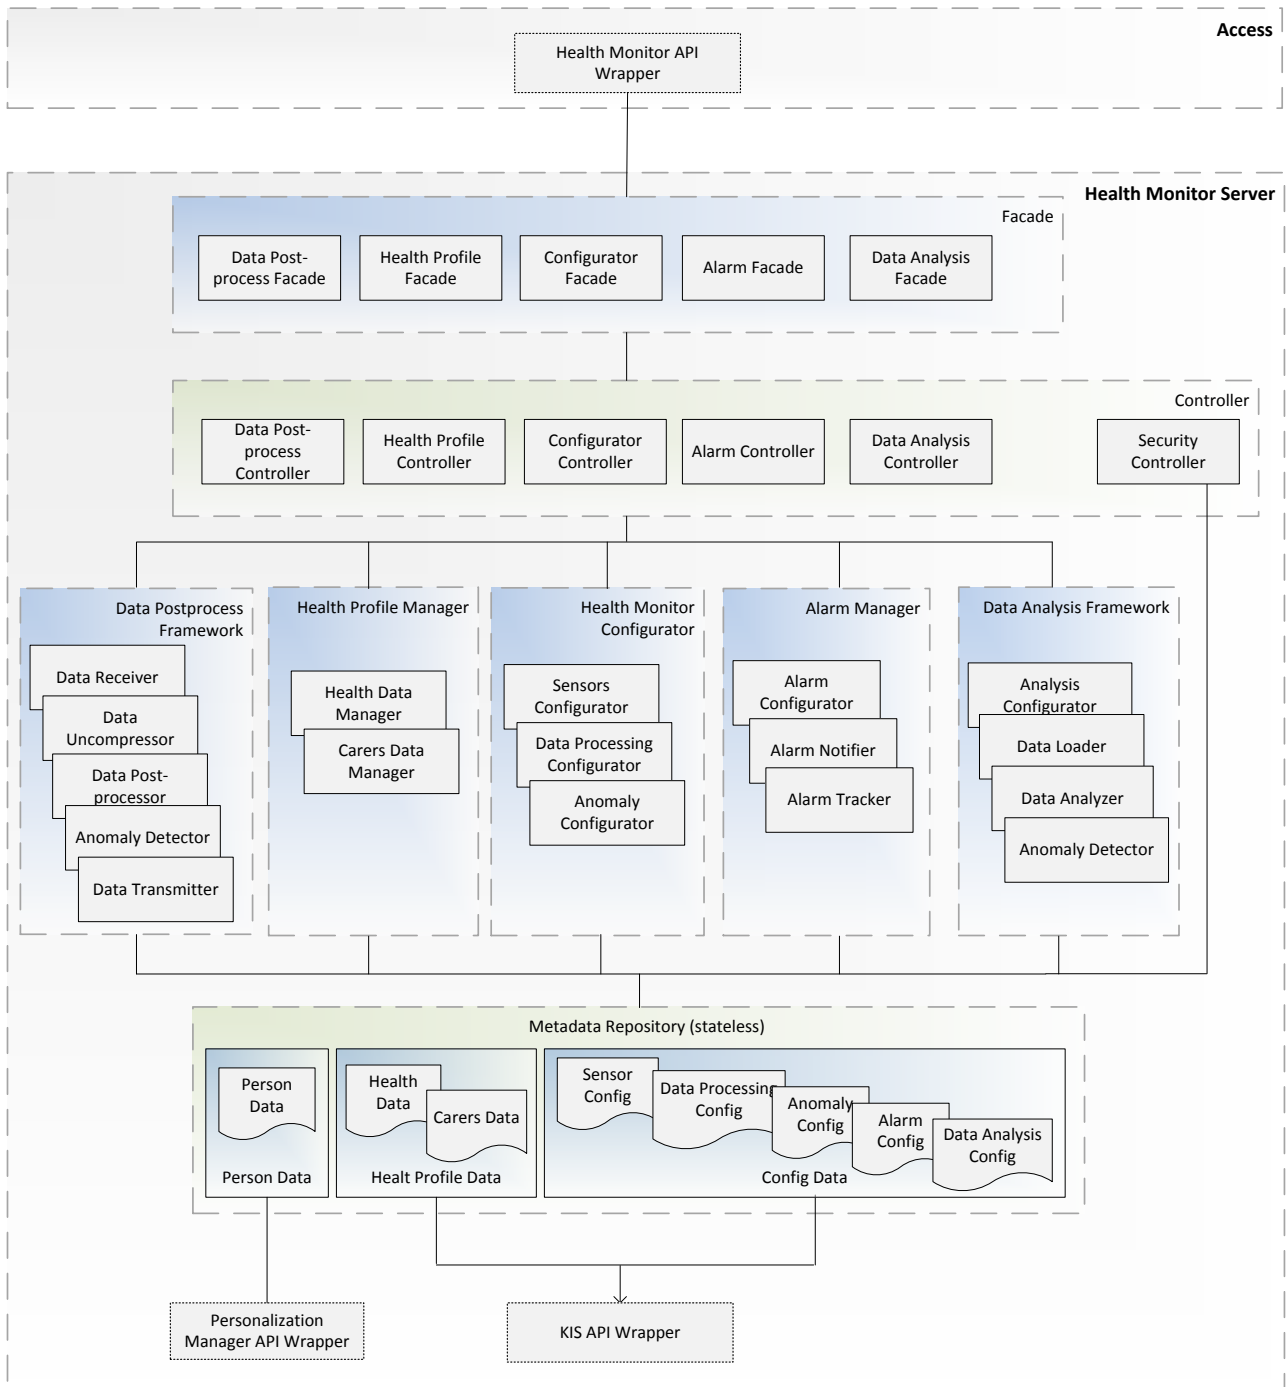 Access
Health Monitor API
Wrapper
Health Monitor Server
Facade
Data Post-
process Facade
Health Profile
Facade
Configurator
Facade
Alarm Facade
Data Analysis
Facade
Controller
Data Post-
process
Controller
Health Profile
Controller
Configurator
Controller
Alarm Controller
Data Analysis
Controller
Security
Controller
Data Postprocess
Framework
Data Receiver
Data
Uncompressor
Data Post-
processor
Anomaly Detector
Data Transmitter
Health Profile Manager
Health Data
Manager
Carers Data
Manager
Health Monitor
Configurator
Sensors
Configurator
Data Processing
Configurator
Anomaly
Configurator
Alarm Manager
Alarm
Configurator
Alarm Notifier
Alarm Tracker
Data Analysis Framework
Analysis
Configurator
Data Loader
Data Analyzer
Anomaly Detector
Metadata Repository (stateless)
Person
Data
Person Data
Health
Data
Carers Data
Healt Profile Data
Sensor
Config
Data Processing
Config
Anomaly
Config
Alarm
Config
Data Analysis
Config
Config Data
Personalization
Manager API Wrapper
KIS API Wrapper